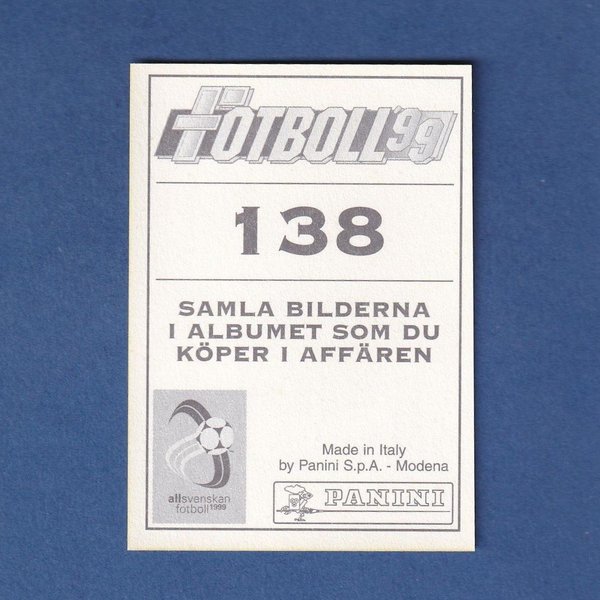 FOTBOLL'99
138
SAMLA BILDERNA
I ALBUMET SOM DU
KÖPER I AFFÄREN
allsvenskan
fotboll 1999
Made in Italy
by Panini S.p.A. - Modena
PANINI